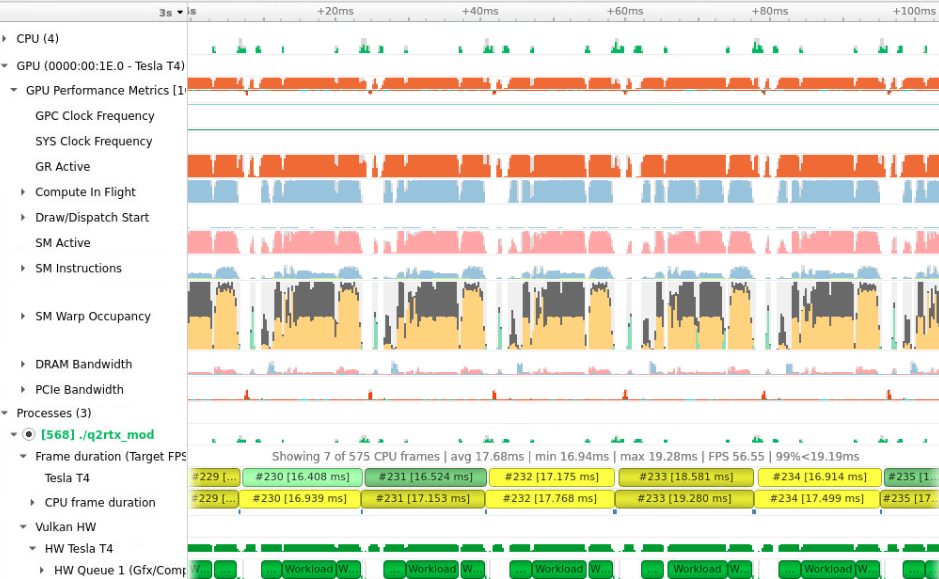 3s +20ms +40ms +60ms +80ms +100ms
CPU (4)
GPU (0000:00:1E.0 - Tesla T4)
GPU Performance Metrics [1
GPC Clock Frequency
SYS Clock Frequency
GR Active
Compute In Flight
Draw/Dispatch Start
SM Active
SM Instructions
SM Warp Occupancy
DRAM Bandwidth
PCIe Bandwidth
Processes (3)
[568] ./q2rtx_mod
Frame duration (Target FPS
Showing 7 of 575 CPU frames | avg 17.68ms | min 16.94ms | max 19.28ms | FPS 56.55 | 99%<19.19ms
Tesla T4 #229 [... #230 [16.408 ms] #231 [16.524 ms] #232 [17.175 ms] #233 [18.581 ms] #234 [16.914 ms] #235 [1...
CPU frame duration #229 [... #230 [16.939 ms] #231 [17.153 ms] #232 [17.768 ms] #233 [19.280 ms] #234 [17.499 ms] #235 [17...
Vulkan HW
HW Tesla T4
HW Queue 1 (Gfx/Comp W... ... ... Workload W... ... Workload W... ... Workload W... ... Workload ... ... Workload W... ...